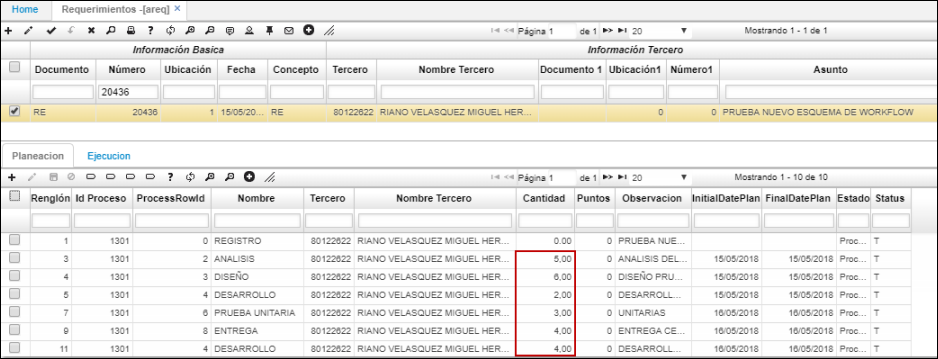 Home Requerimientos -[areq] ×
Página 1 de 1 20 Mostrando 1 - 1 de 1
Información Basica Información Tercero
Documento Número Ubicación Fecha Concepto Tercero Nombre Tercero Documento 1 Ubicación1 Número1 Asunto
20436
RE 20436 1 15/05/20... RE 80122622 RIANO VELASQUEZ MIGUEL HER... 0 0 PRUEBA NUEVO ESQUEMA DE WORKFLOW
Planeacion Ejecucion
Página 1 de 1 20 Mostrando 1 - 10 de 10
Renglón Id Proceso ProcessRowId Nombre Tercero Nombre Tercero Cantidad Puntos Observacion InitialDatePlan FinalDatePlan Estado Status
1 1301 0 REGISTRO 80122622 RIANO VELASQUEZ MIGUEL HER... 0.00 0 PRUEBA NUE... Proc... T
3 1301 2 ANALISIS 80122622 RIANO VELASQUEZ MIGUEL HER... 5,00 0 ANALISIS DEL... 15/05/2018 15/05/2018 Proc... T
4 1301 3 DISEÑO 80122622 RIANO VELASQUEZ MIGUEL HER... 6,00 0 DISEÑO PRU... 15/05/2018 15/05/2018 Proc... T
5 1301 4 DESARROLLO 80122622 RIANO VELASQUEZ MIGUEL HER... 2,00 0 DESARROLL... 15/05/2018 15/05/2018 Proc... T
7 1301 6 PRUEBA UNITARIA 80122622 RIANO VELASQUEZ MIGUEL HER... 3,00 0 UNITARIAS 16/05/2018 16/05/2018 Proc... T
9 1301 8 ENTREGA 80122622 RIANO VELASQUEZ MIGUEL HER... 4,00 0 ENTREGA CE... 16/05/2018 16/05/2018 Proc... T
11 1301 4 DESARROLLO 80122622 RIANO VELASQUEZ MIGUEL HER... 4,00 0 DESARROLL... 16/05/2018 16/05/2018 Proc... T